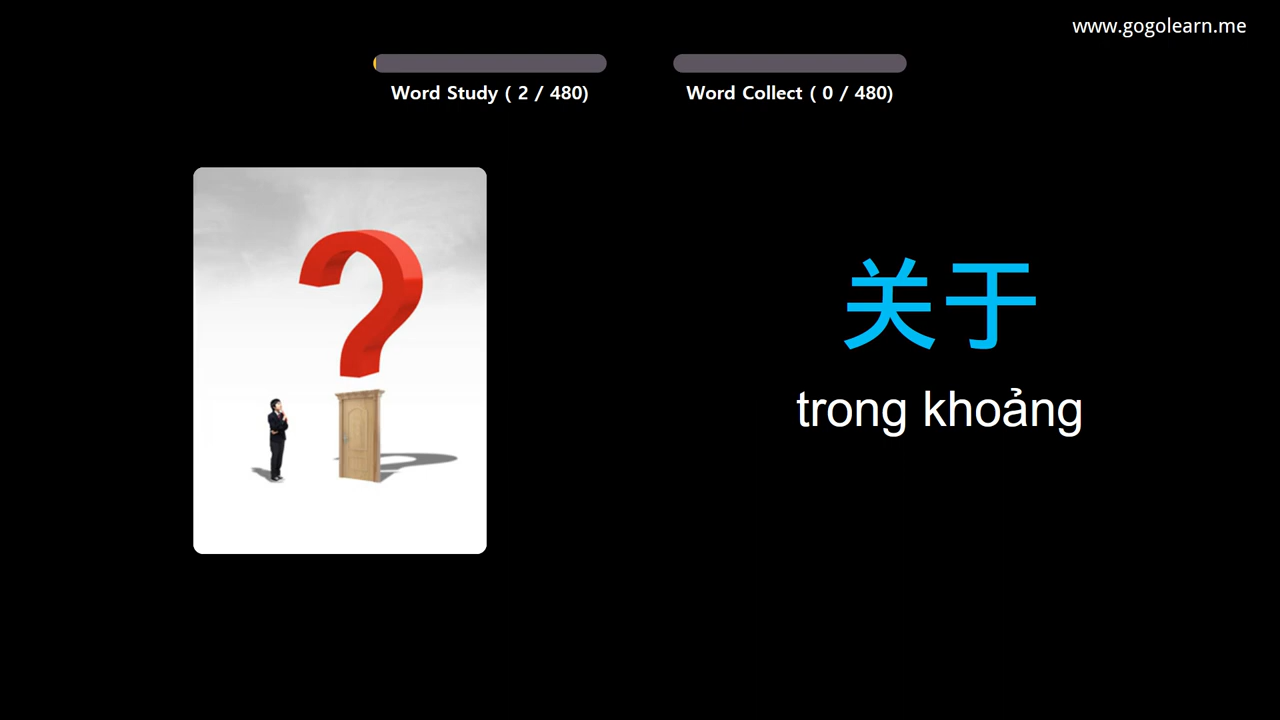 www.gogolearn.me
Word Study ( 2 / 480)
Word Collect ( 0 / 480)
关于
trong khoảng